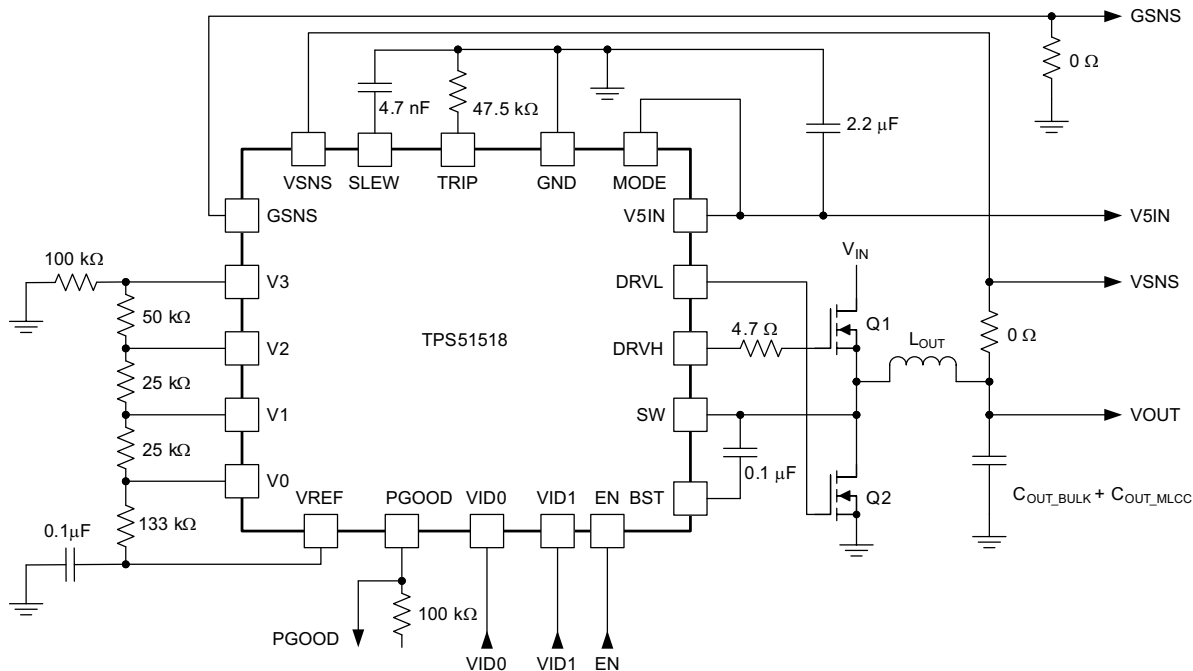 GSNS
0 Ω
4.7 nF
47.5 kΩ
2.2 µF
VSNS
SLEW
TRIP
GND
MODE
GSNS
V5IN
V5IN
100 kΩ
V3
DRVL
V_IN
VSNS
50 kΩ
Q1
TPS51518
4.7 Ω
0 Ω
V2
DRVH
L_OUT
25 kΩ
V1
SW
VOUT
25 kΩ
0.1 µF
V0
VREF
PGOOD
VID0
VID1
EN
BST
Q2
C_OUT_BULK + C_OUT_MLCC
133 kΩ
0.1µF
100 kΩ
PGOOD
VID0
VID1
EN